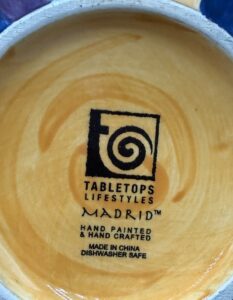 TABLETOPS
LIFESTYLES
MADRID™
HAND PAINTED
& HAND CRAFTED
MADE IN CHINA
DISHWASHER SAFE